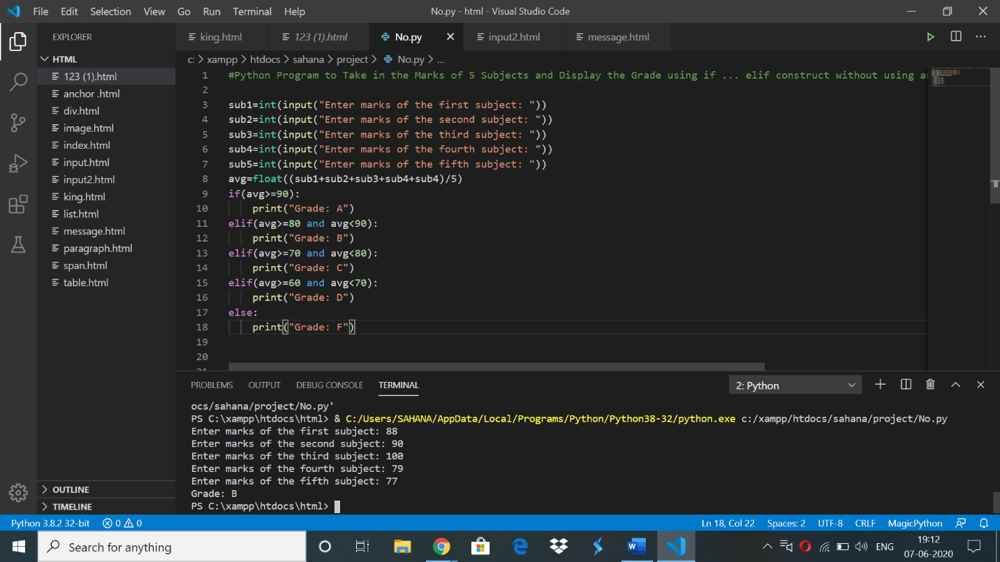 File Edit Selection View Go Run Terminal Help No.py - html - Visual Studio Code
EXPLORER
HTML
123 (1).html
anchor .html
div.html
image.html
index.html
input.html
input2.html
king.html
list.html
message.html
paragraph.html
span.html
table.html
OUTLINE
TIMELINE
king.html 123 (1).html No.py input2.html message.html
c: > xampp > htdocs > sahana > project > No.py > ...
1 #Python Program to Take in the Marks of 5 Subjects and Display the Grade using if ... elif construct without using
2
3 sub1=int(input("Enter marks of the first subject: "))
4 sub2=int(input("Enter marks of the second subject: "))
5 sub3=int(input("Enter marks of the third subject: "))
6 sub4=int(input("Enter marks of the fourth subject: "))
7 sub5=int(input("Enter marks of the fifth subject: "))
8 avg=float((sub1+sub2+sub3+sub4+sub4)/5)
9 if(avg>=90):
10 print("Grade: A")
11 elif(avg>=80 and avg<90):
12 print("Grade: B")
13 elif(avg>=70 and avg<80):
14 print("Grade: C")
15 elif(avg>=60 and avg<70):
16 print("Grade: D")
17 else:
18 print("Grade: F")
19
20
PROBLEMS OUTPUT DEBUG CONSOLE TERMINAL 2: Python
ocs/sahana/project/No.py'
PS C:\xampp\htdocs\html> & C:/Users/SAHANA/AppData/Local/Programs/Python/Python38-32/python.exe c:/xampp/htdocs/sahana/project/No.py
Enter marks of the first subject: 88
Enter marks of the second subject: 90
Enter marks of the third subject: 100
Enter marks of the fourth subject: 79
Enter marks of the fifth subject: 77
Grade: B
PS C:\xampp\htdocs\html>
Python 3.8.2 32-bit 0 0 Ln 18, Col 22 Spaces: 2 UTF-8 CRLF MagicPython
Search for anything
ENG
19:12
07-06-2020